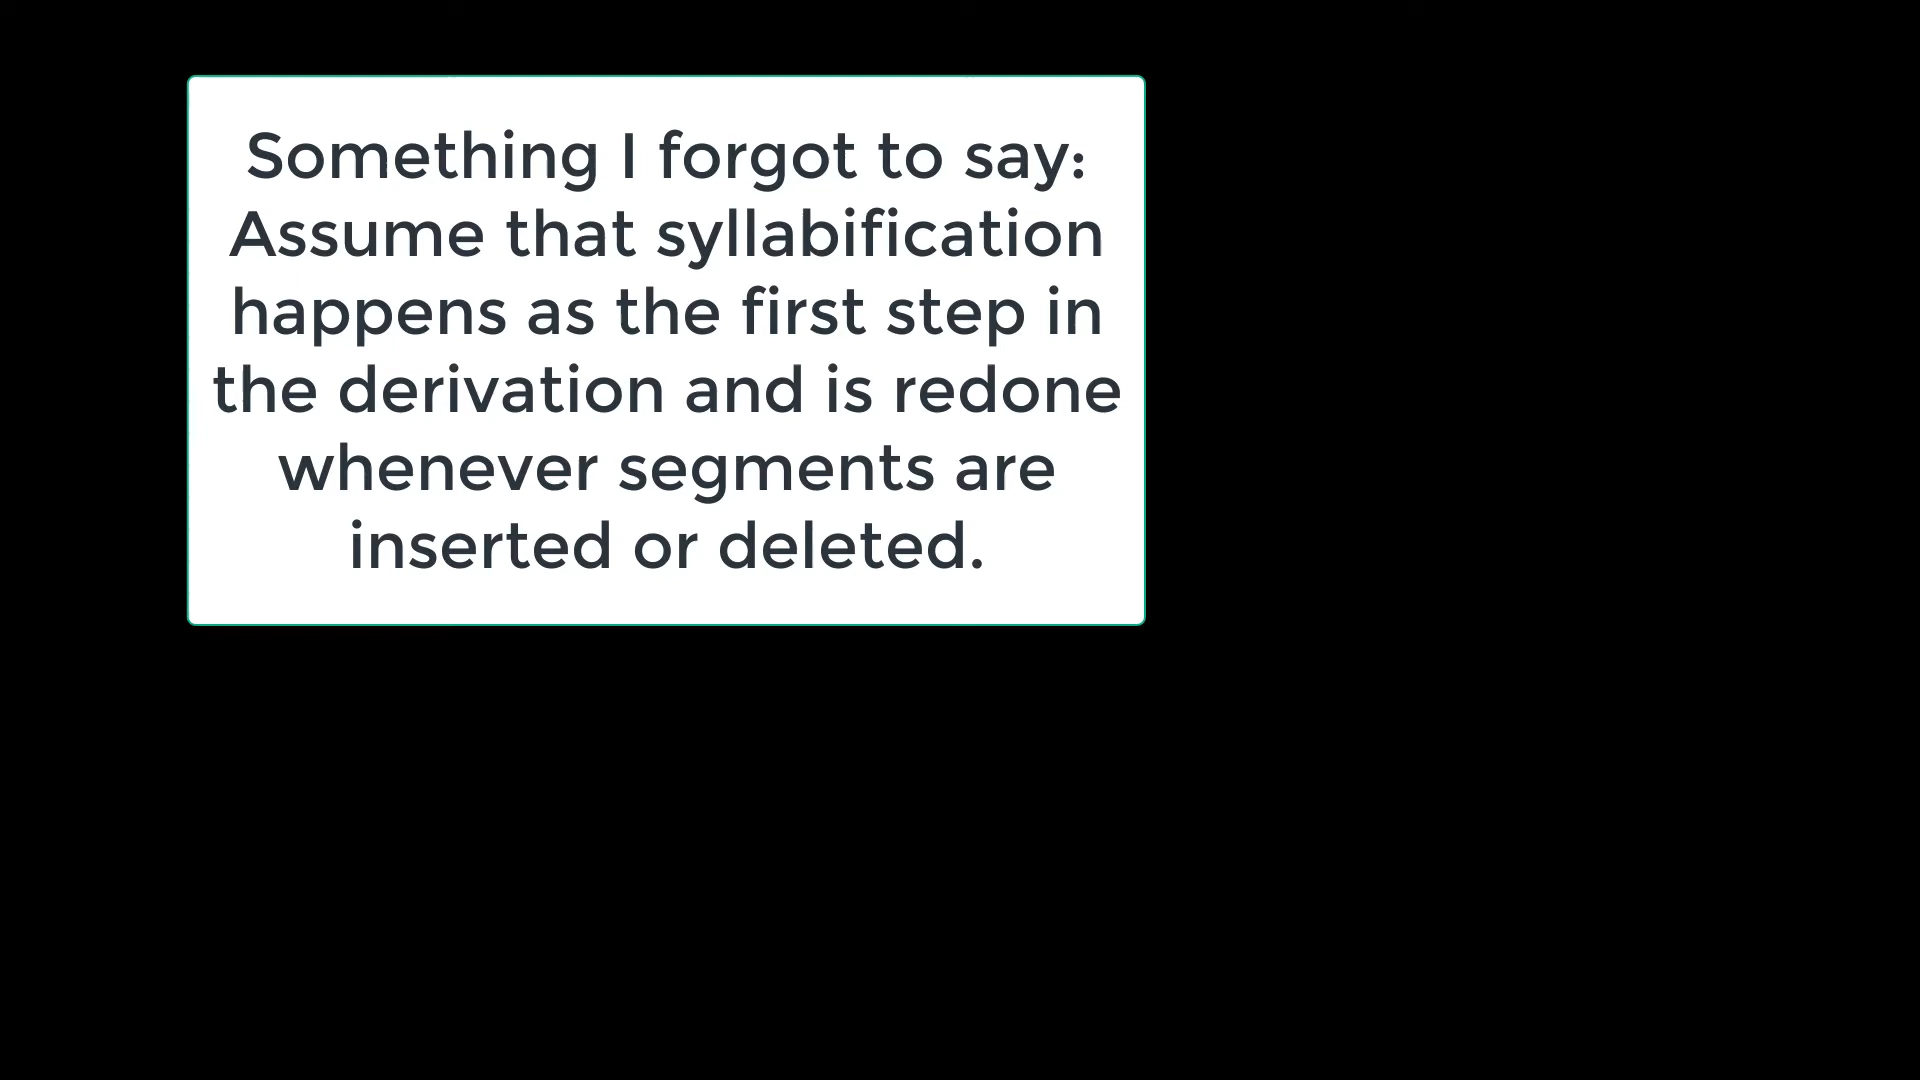 Something I forgot to say:
Assume that syllabification
happens as the first step in
the derivation and is redone
whenever segments are
inserted or deleted.